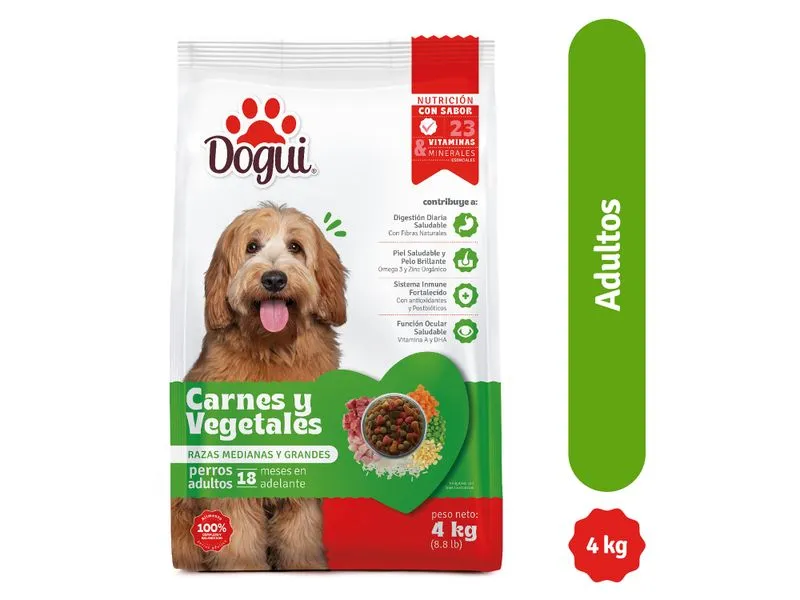 Dogui®
NUTRICIÓN
CON SABOR
23
VITAMINAS
& MINERALES
ESENCIALES
contribuye a:
Digestión Diaria
Saludable
Con Fibras Naturales
Piel Saludable y
Pelo Brillante
Omega 3 y Zinc Orgánico
Sistema Inmune
Fortalecido
Con antioxidantes
y Postbióticos
Función Ocular
Saludable
Vitamina A y DHA
Carnes y
Vegetales
RAZAS MEDIANAS Y GRANDES
perros
adultos
18
meses en
adelante
100%
peso neto:
4 kg
(8.8 lb)
Adultos
4 kg